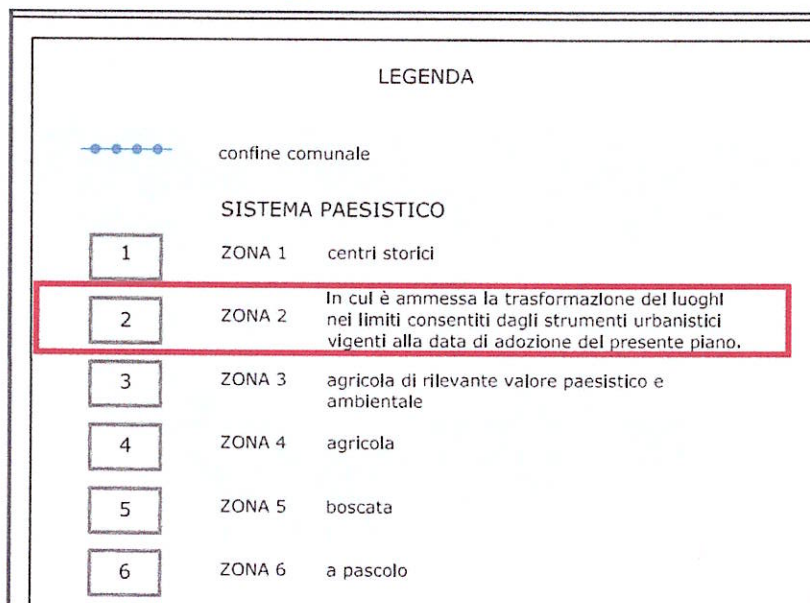 LEGENDA
confine comunale
SISTEMA PAESISTICO
1 ZONA 1 centri storici
2 ZONA 2 In cui è ammessa la trasformazione dei luoghi
nei limiti consentiti dagli strumenti urbanistici
vigenti alla data di adozione del presente piano.
3 ZONA 3 agricola di rilevante valore paesistico e
ambientale
4 ZONA 4 agricola
5 ZONA 5 boscata
6 ZONA 6 a pascolo